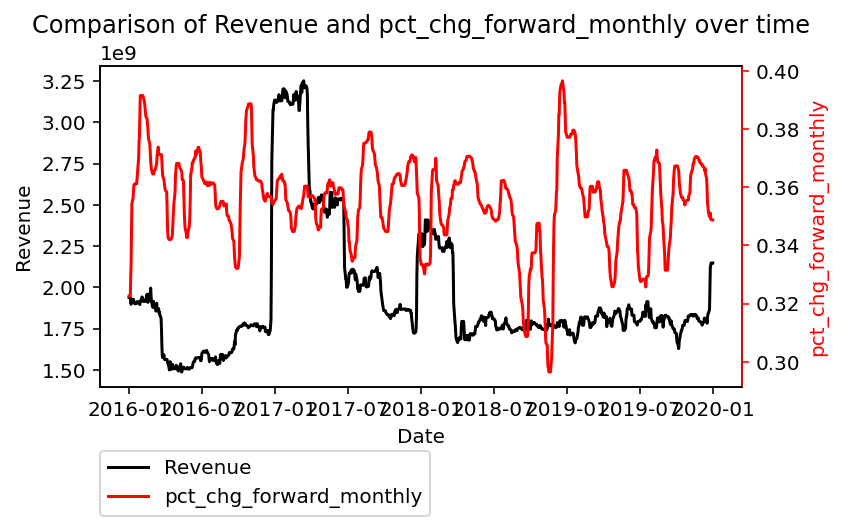 Comparison of Revenue and pct_chg_forward_monthly over time
1e9
3.25
3.00
2.75
2.50
2.25
2.00
1.75
1.50
Revenue
0.40
0.38
0.36
0.34
0.32
0.30
pct_chg_forward_monthly
2016-01 2016-07 2017-01 2017-07 2018-01 2018-07 2019-01 2019-07 2020-01
Date
Revenue
pct_chg_forward_monthly